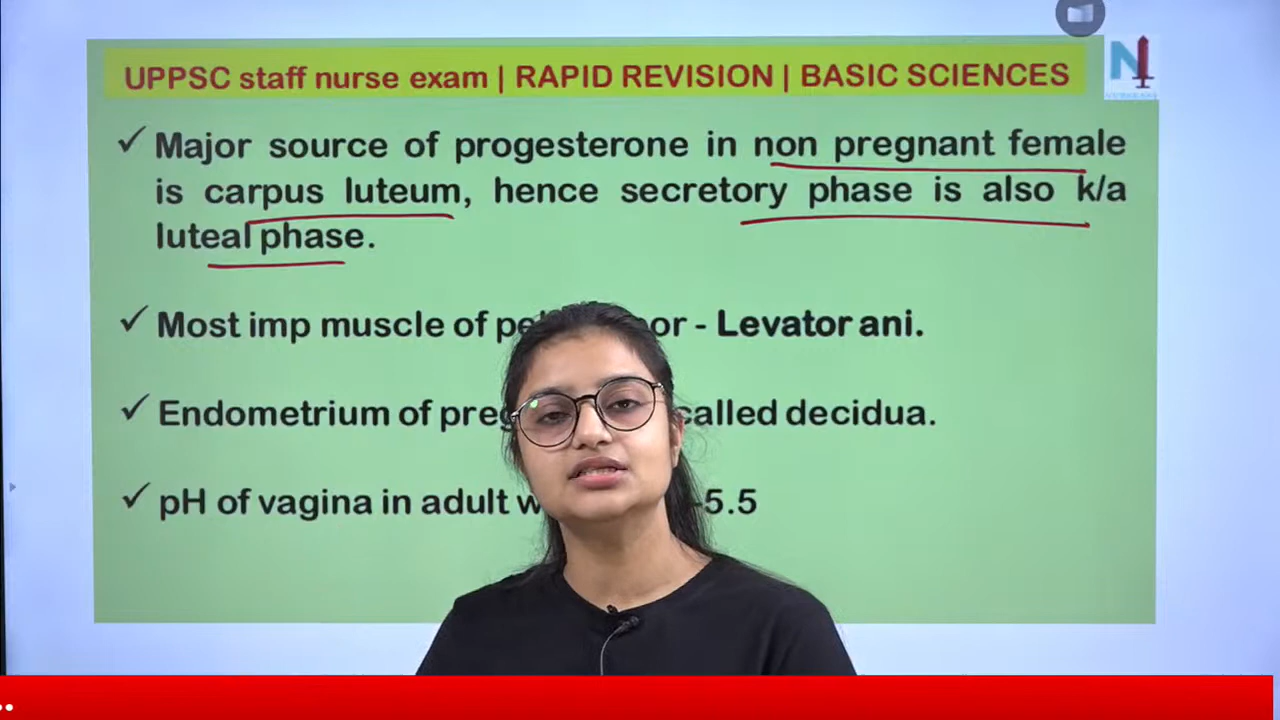 UPPSC staff nurse exam | RAPID REVISION | BASIC SCIENCES
N
✓ Major source of progesterone in non pregnant female
is carpus luteum, hence secretory phase is also k/a
luteal phase.
✓ Most imp muscle of or - Levator ani.
✓ Endometrium of called decidua.
✓ pH of vagina in adult -5.5